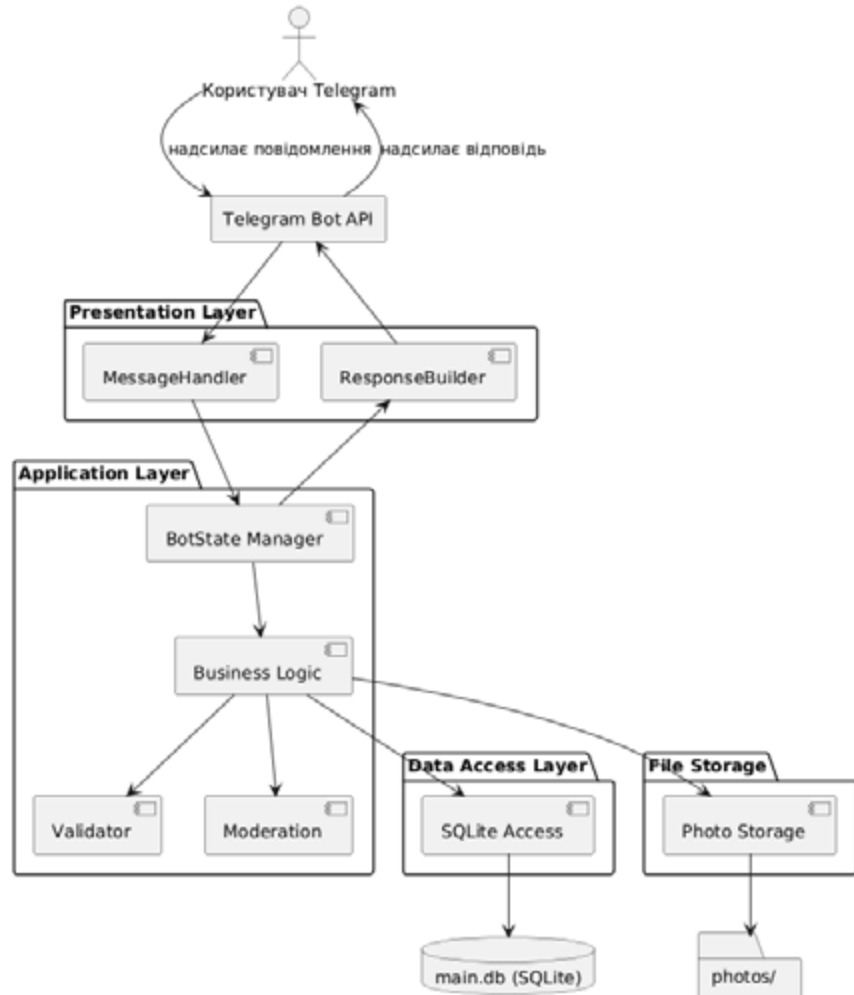 Користувач Telegram
надсилає повідомлення
надсилає відповідь
Telegram Bot API
Presentation Layer
MessageHandler
ResponseBuilder
Application Layer
BotState Manager
Business Logic
Data Access Layer
File Storage
Validator
Moderation
SQLite Access
Photo Storage
main.db (SQLite)
photos/